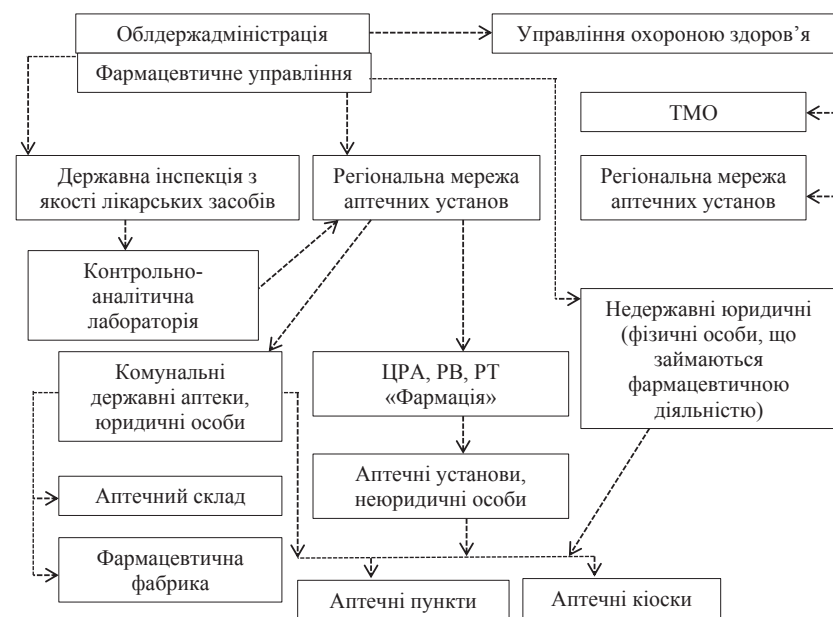 Облдержадміністрація
Управління охороною здоров’я
Фармацевтичне управління
ТМО
Державна інспекція з
якості лікарських засобів
Регіональна мережа
аптечних установ
Регіональна мережа
аптечних установ
Контрольно-
аналітична
лабораторія
Недержавні юридичні
(фізичні особи, що
займаються
фармацевтичною
діяльністю)
Комунальні
державні аптеки,
юридичні особи
ЦРА, РВ, РТ
«Фармація»
Аптечні установи,
неюридичні особи
Аптечний склад
Фармацевтична
фабрика
Аптечні пункти
Аптечні кіоски